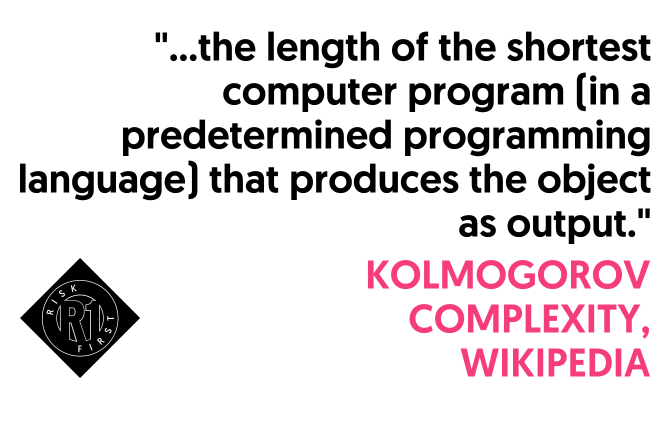 "...the length of the shortest
computer program (in a
predetermined programming
language) that produces the object
as output."
KOLMOGOROV
COMPLEXITY,
WIKIPEDIA
RISK
R1
FIRST